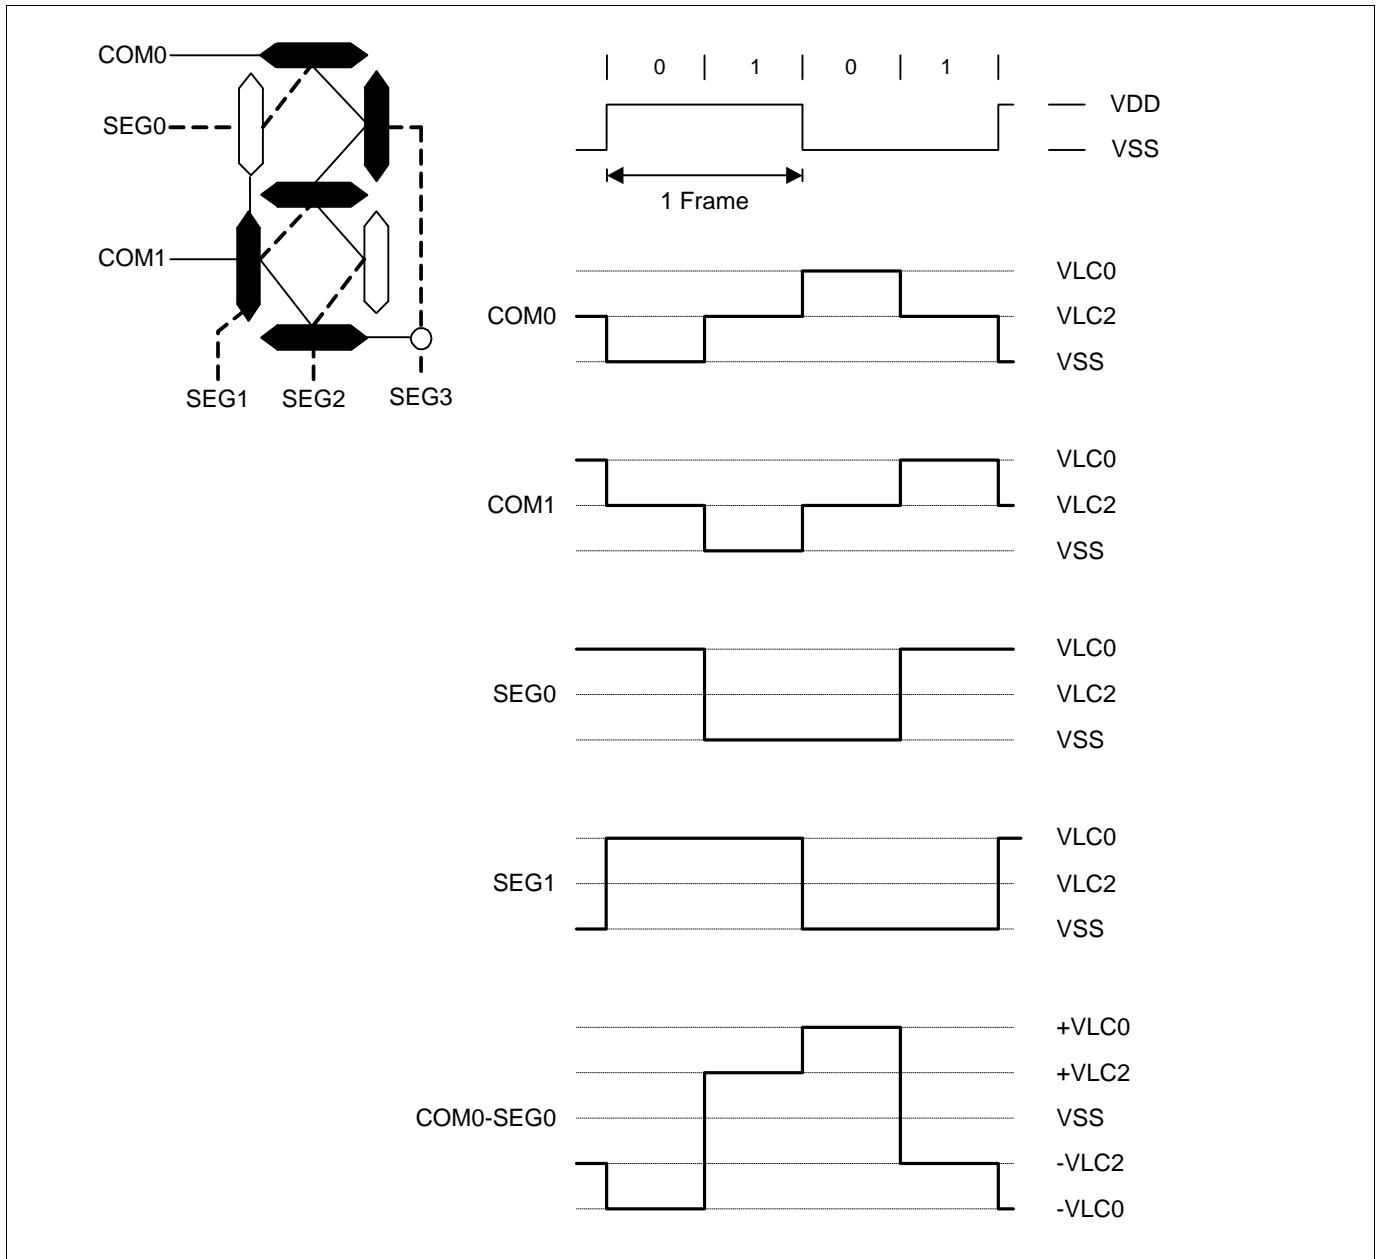 COM0
SEG0
COM1
SEG1 SEG2 SEG3
0 1 0 1
VDD
VSS
1 Frame
COM0
VLC0
VLC2
VSS
COM1
VLC0
VLC2
VSS
SEG0
VLC0
VLC2
VSS
SEG1
VLC0
VLC2
VSS
COM0-SEG0
+VLC0
+VLC2
VSS
-VLC2
-VLC0